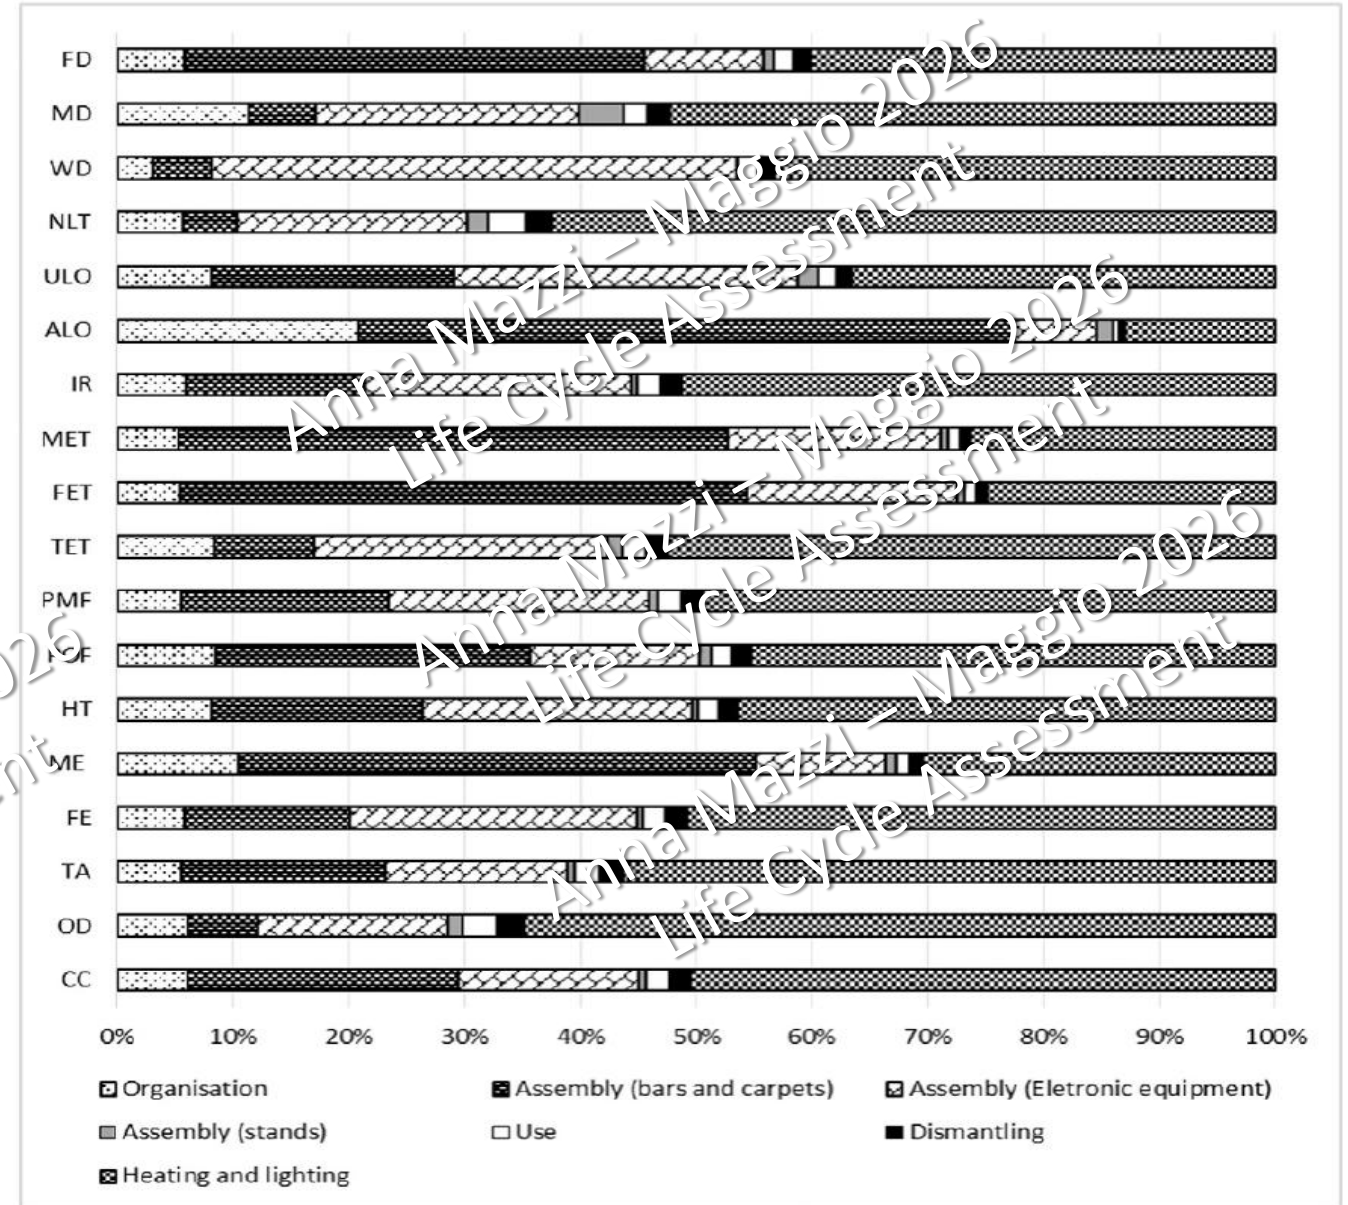 FD
MD
WD
NLT
ULO
ALO
IR
MET
FET
TET
PMF
HT
ME
FE
TA
OD
CC
0% 10% 20% 30% 40% 50% 60% 70% 80% 90% 100%
Organisation Assembly (bars and carpets) Assembly (Eletronic equipment)
Assembly (stands) Use Dismantling
Heating and lighting
Anna Mazzi – Maggio 2026
Life Cycle Assessment
Anna Mazzi – Maggio 2026
Life Cycle Assessment
Anna Mazzi – Maggio 2026
Life Cycle Assessment